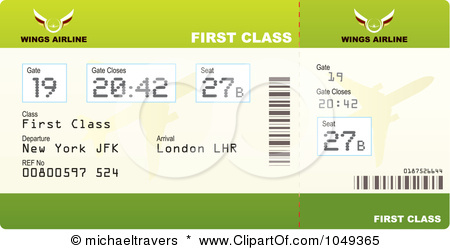 WINGS AIRLINE
FIRST CLASS
WINGS AIRLINE
Gate
Gate Closes
Seat
19
20:42
27B
Class
First Class
Departure
Arrival
New York JFK
London LHR
REF No
00800597 524
Gate
19
Gate Closes
20:42
Seat
27B
0187526644
FIRST CLASS
© michaeltravers * www.ClipartOf.com/1049365